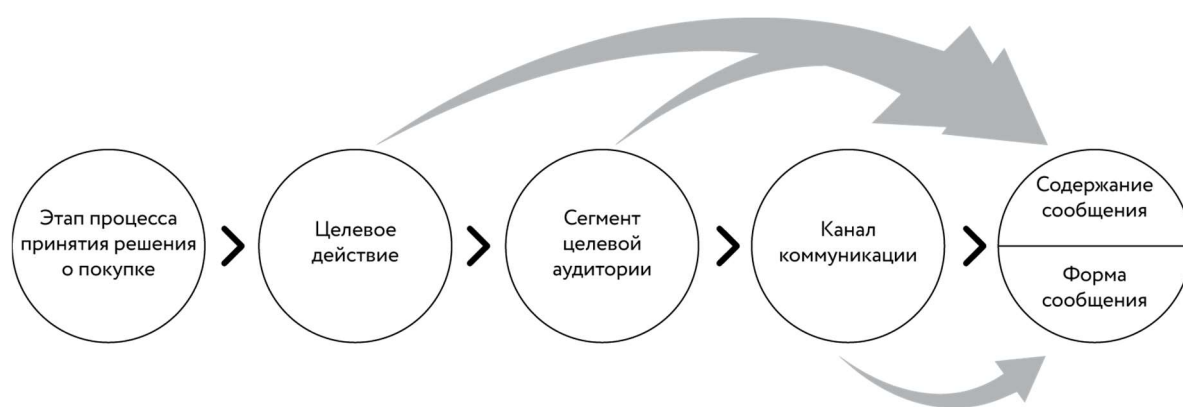 Этап процесса
принятия решения
о покупке
Целевое
действие
Сегмент
целевой
аудитории
Канал
коммуникации
Содержание
сообщения
Форма
сообщения